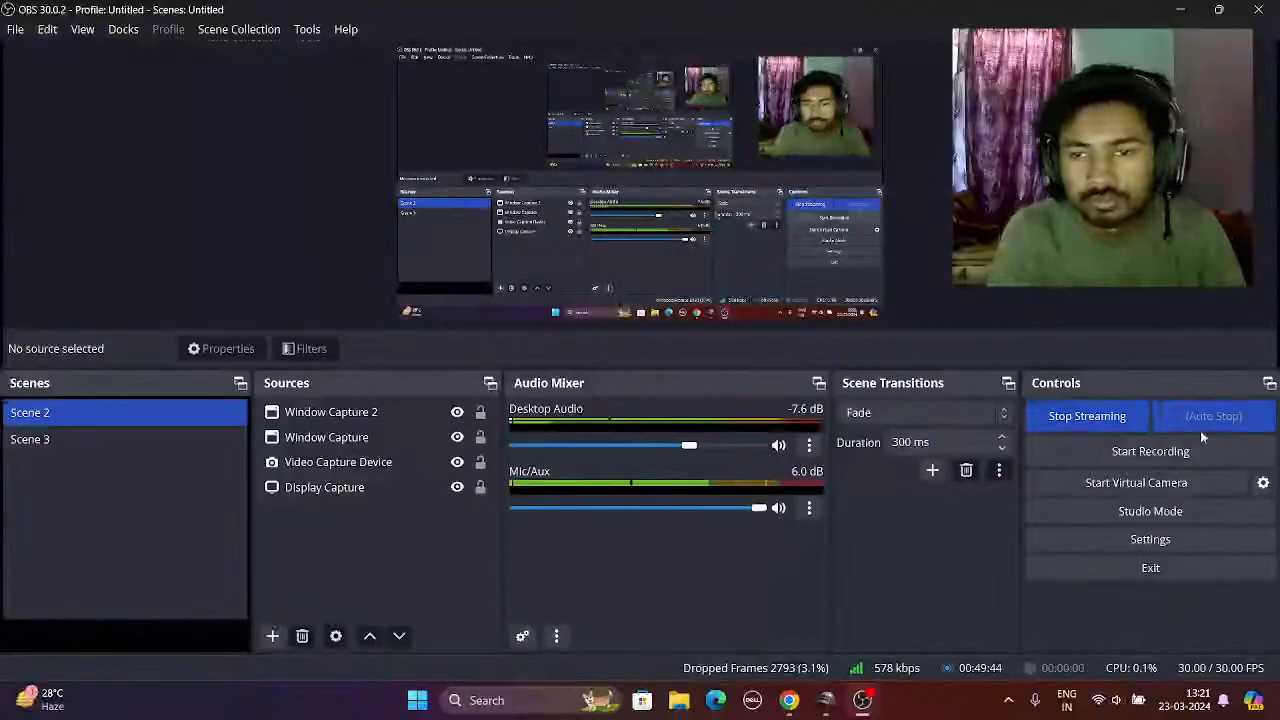 OBS 30.0.2 - Profile: Untitled - Scenes: Untitled
File Edit View Docks Profile Scene Collection Tools Help
No source selected Properties Filters
Scenes
Scene 2
Scene 3
Sources
Window Capture 2
Window Capture
Video Capture Device
Display Capture
Audio Mixer
Desktop Audio -7.6 dB
Mic/Aux 6.0 dB
Scene Transitions
Fade
Duration 300 ms
Controls
Stop Streaming (Auto Stop)
Start Recording
Start Virtual Camera
Studio Mode
Settings
Exit
Dropped Frames 2793 (3.1%) 578 kbps 00:49:44 00:00:00 CPU: 0.1% 30.00 / 30.00 FPS
28°C
Haze
Search
DELL
ENG
IN
13:21
23-03-2024